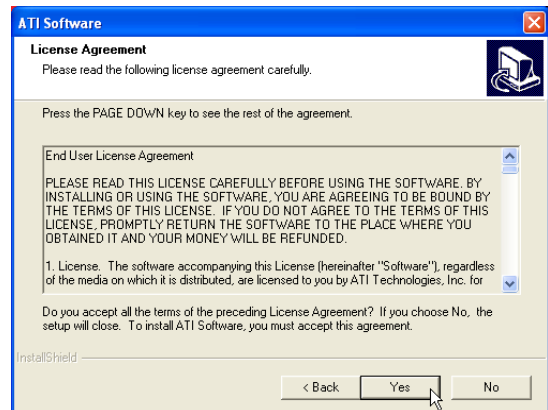 ATI Software
License Agreement
Please read the following license agreement carefully.
Press the PAGE DOWN key to see the rest of the agreement.
End User License Agreement
PLEASE READ THIS LICENSE CAREFULLY BEFORE USING THE SOFTWARE. BY
INSTALLING OR USING THE SOFTWARE, YOU ARE AGREEING TO BE BOUND BY
THE TERMS OF THIS LICENSE. IF YOU DO NOT AGREE TO THE TERMS OF THIS
LICENSE, PROMPTLY RETURN THE SOFTWARE TO THE PLACE WHERE YOU
OBTAINED IT AND YOUR MONEY WILL BE REFUNDED.
1. License. The software accompanying this License (hereinafter "Software"), regardless
of the media on which it is distributed, are licensed to you by ATI Technologies, Inc. for
Do you accept all the terms of the preceding License Agreement? If you choose No, the
setup will close. To install ATI Software, you must accept this agreement.
InstallShield
< Back Yes No